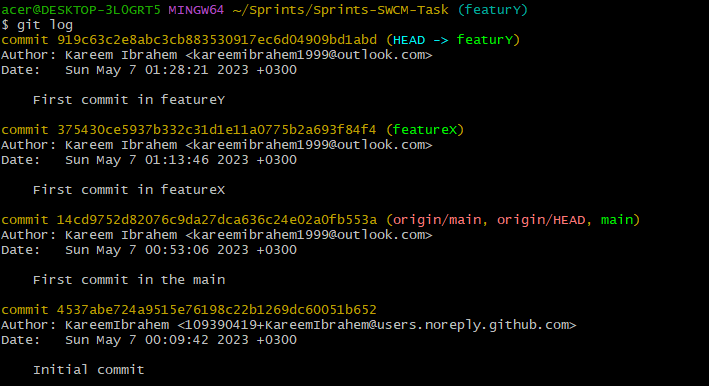 acer@DESKTOP-3L0GRT5 MINGW64 ~/Sprints/Sprints-SWCM-Task (featurY)
$ git log
commit 919c63c2e8abc3cb883530917ec6d04909bd1abd (HEAD -> featurY)
Author: Kareem Ibrahem <kareemibrahem1999@outlook.com>
Date:   Sun May 7 01:28:21 2023 +0300

    First commit in featureY

commit 375430ce5937b332c31d1e11a0775b2a693f84f4 (featureX)
Author: Kareem Ibrahem <kareemibrahem1999@outlook.com>
Date:   Sun May 7 01:13:46 2023 +0300

    First commit in featureX

commit 14cd9752d82076c9da27dca636c24e02a0fb553a (origin/main, origin/HEAD, main)
Author: Kareem Ibrahem <kareemibrahem1999@outlook.com>
Date:   Sun May 7 00:53:06 2023 +0300

    First commit in the main

commit 4537abe724a9515e76198c22b1269dc60051b652
Author: KareemIbrahem <109390419+KareemIbrahem@users.noreply.github.com>
Date:   Sun May 7 00:09:42 2023 +0300

    Initial commit